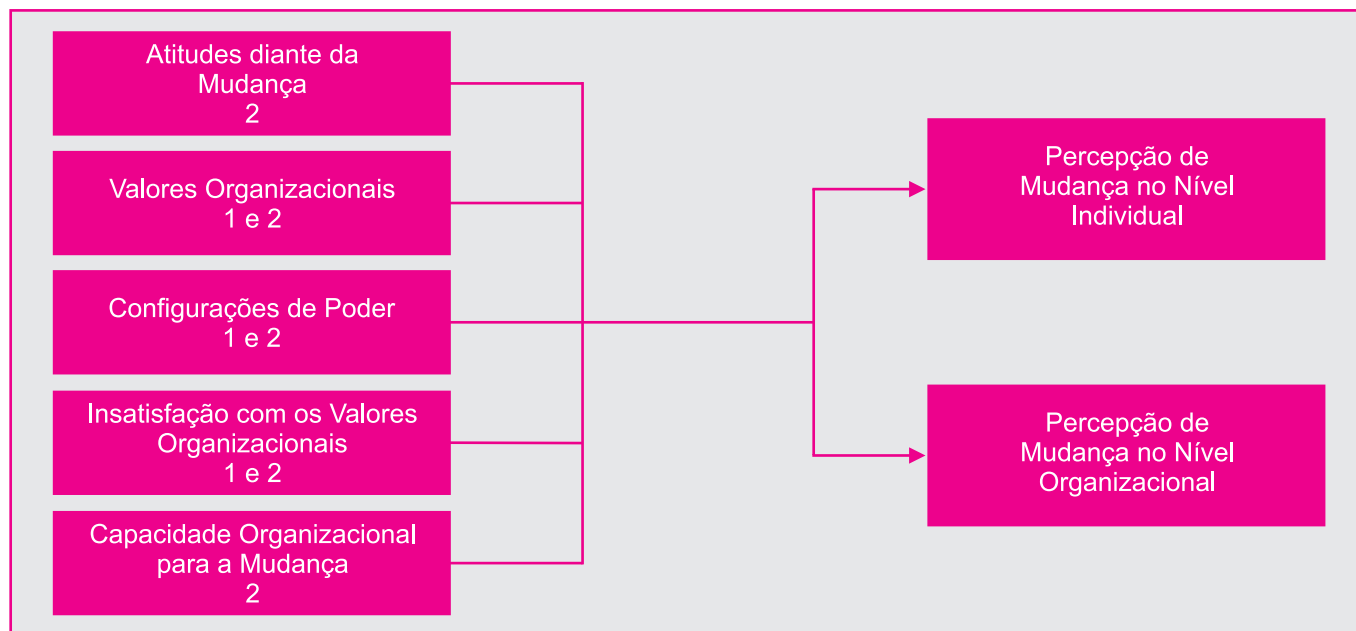 Atitudes diante da
Mudança
2
Valores Organizacionais
1 e 2
Configurações de Poder
1 e 2
Insatisfação com os Valores
Organizacionais
1 e 2
Capacidade Organizacional
para a Mudança
2
Percepção de
Mudança no Nível
Individual
Percepção de
Mudança no Nível
Organizacional